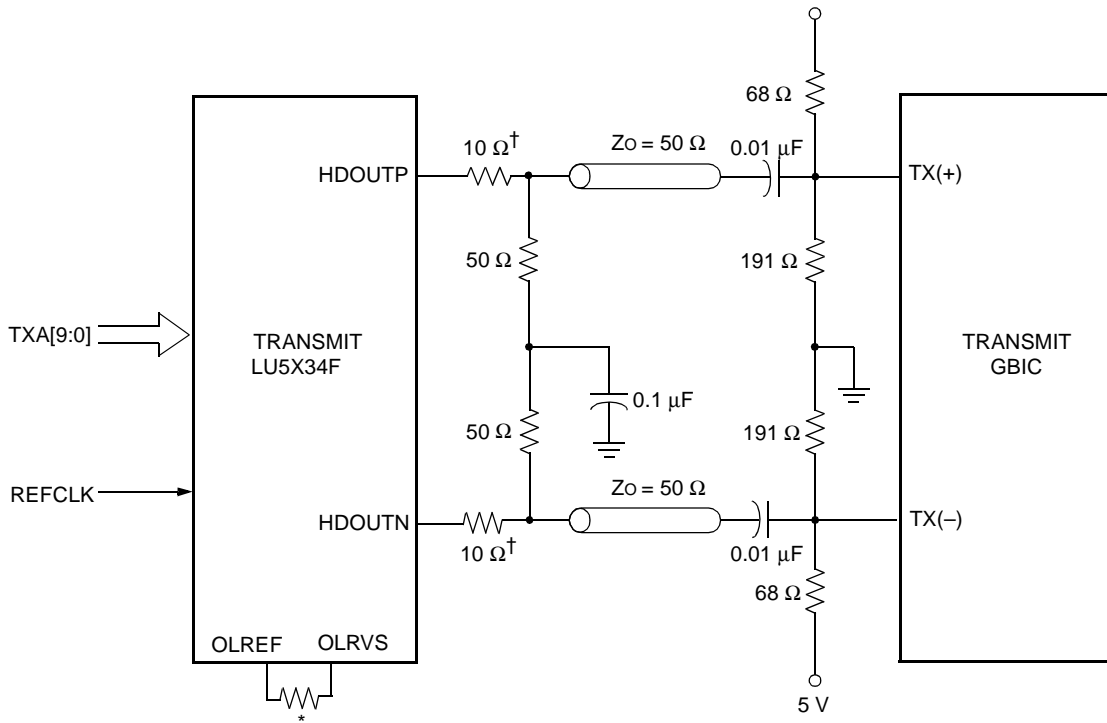 68 Ω
10 Ω†
ZO = 50 Ω
0.01 µF
HDOUTP
TX(+)
50 Ω
191 Ω
TXA[9:0]
TRANSMIT
LU5X34F
TRANSMIT
GBIC
0.1 µF
50 Ω
191 Ω
REFCLK
ZO = 50 Ω
HDOUTN
TX(–)
10 Ω†
0.01 µF
68 Ω
OLREF
OLRVS
*
5 V